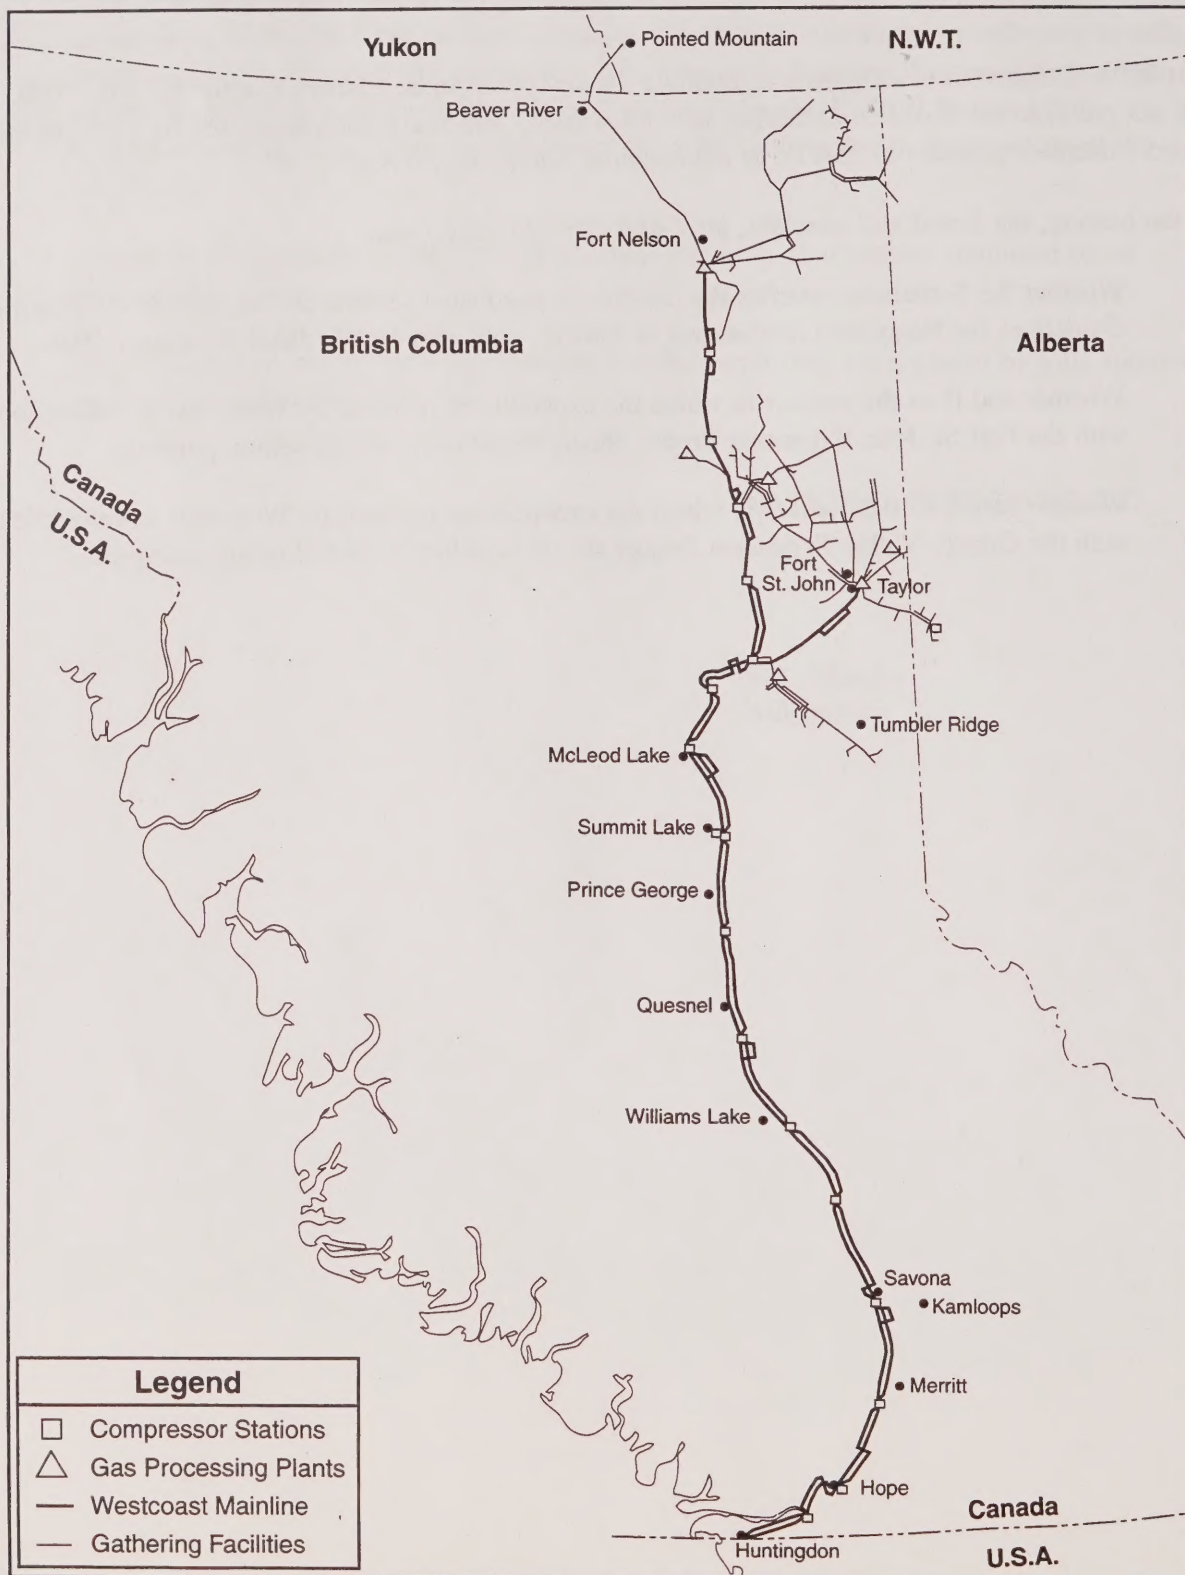 Yukon
Pointed Mountain
N.W.T.
Beaver River
Fort Nelson
British Columbia
Alberta
Canada
U.S.A.
Fort
St. John
Taylor
Tumbler Ridge
McLeod Lake
Summit Lake
Prince George
Quesnel
Williams Lake
Savona
Kamloops
Merritt
Hope
Canada
Huntingdon
U.S.A.
Legend
Compressor Stations
Gas Processing Plants
Westcoast Mainline
Gathering Facilities